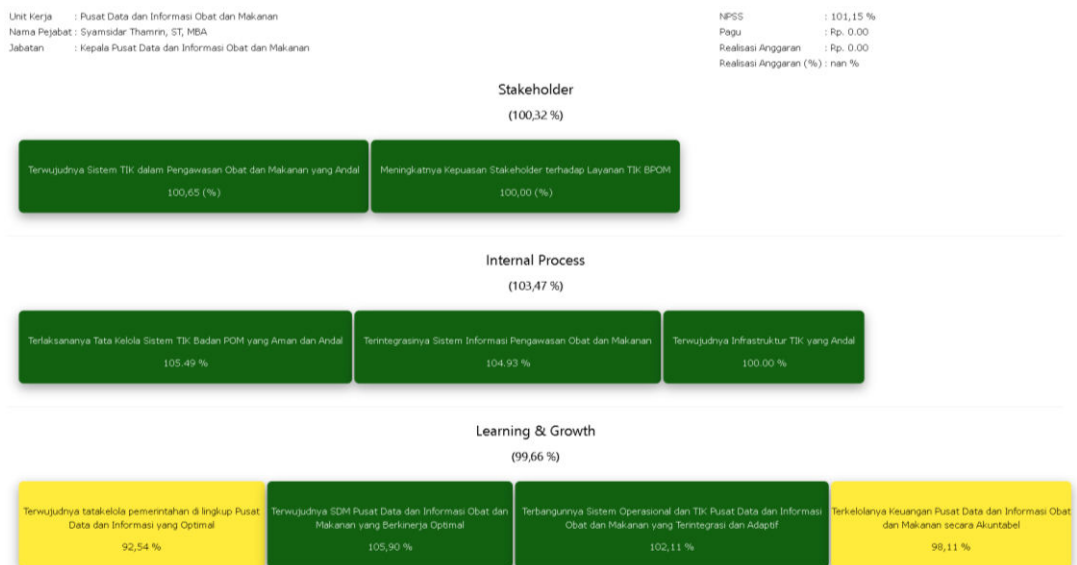 Unit Kerja : Pusat Data dan Informasi Obat dan Makanan
Nama Pejabat : Syamsidar Thamrin, ST, MBA
Jabatan : Kepala Pusat Data dan Informasi Obat dan Makanan
NPSS : 101,15 %
Pagu : Rp. 0.00
Realisasi Anggaran : Rp. 0.00
Realisasi Anggaran (%) : nan %
Stakeholder
(100,32 %)
Terwujudnya Sistem TIK dalam Pengawasan Obat dan Makanan yang Andal
100,65 (%)
Meningkatnya Kepuasan Stakeholder terhadap Layanan TIK BPOM
100,00 (%)
Internal Process
(103,47 %)
Terlaksananya Tata Kelola Sistem TIK Badan POM yang Aman dan Andal
105.49 %
Terintegrasinya Sistem Informasi Pengawasan Obat dan Makanan
104.93 %
Terwujudnya Infrastruktur TIK yang Andal
100.00 %
Learning & Growth
(99,66 %)
Terwujudnya tatakelola pemerintahan di lingkup Pusat
Data dan Informasi yang Optimal
92,54 %
Terwujudnya SDM Pusat Data dan Informasi Obat dan
Makanan yang Berkinerja Optimal
105,90 %
Terbangunnya Sistem Operasional dan TIK Pusat Data dan Informasi
Obat dan Makanan yang Terintegrasi dan Adaptif
102,11 %
Terkelolanya Keuangan Pusat Data dan Informasi Obat
dan Makanan secara Akuntabel
98,11 %